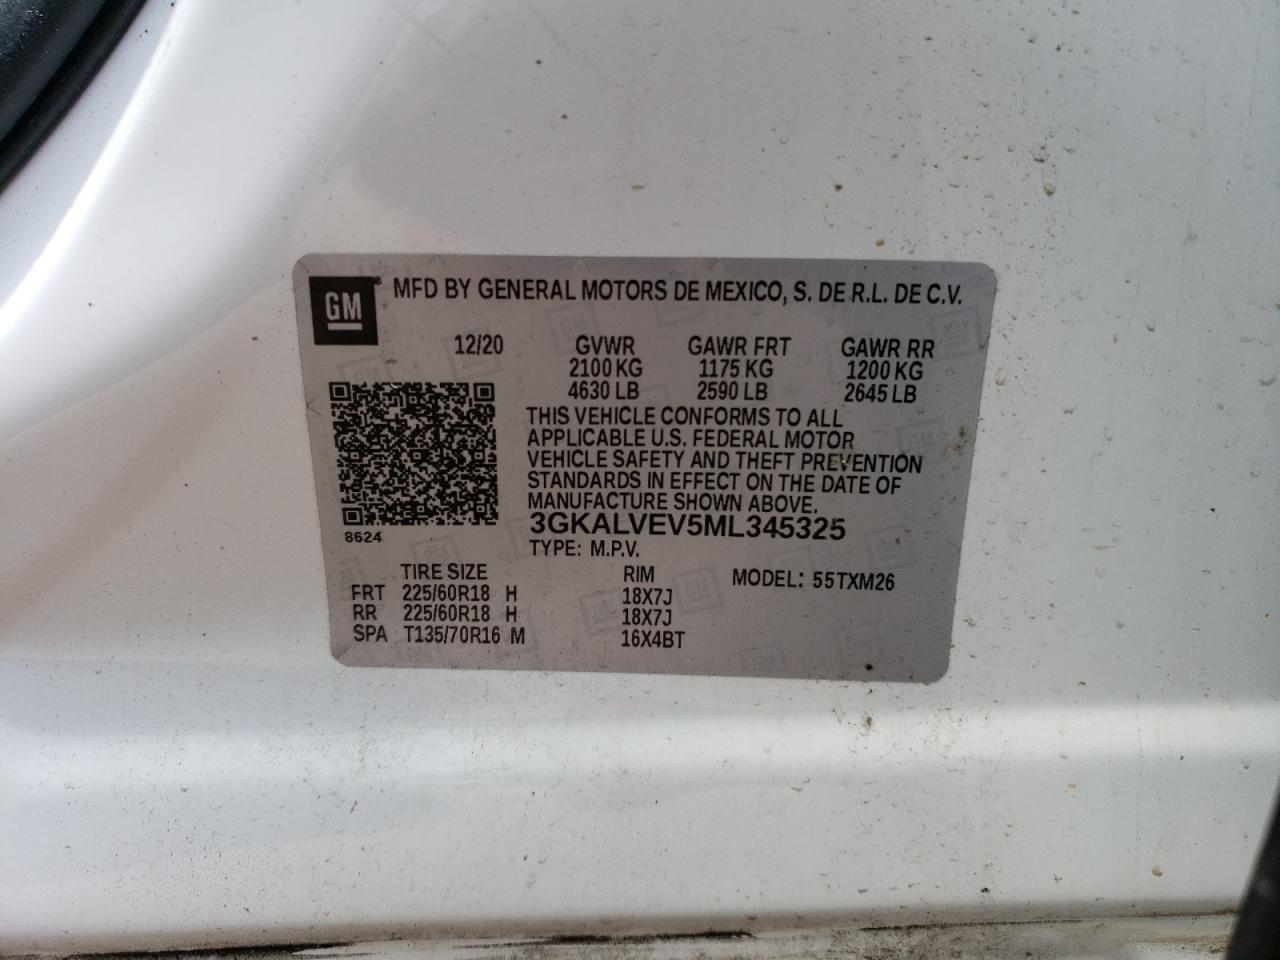 GM MFD BY GENERAL MOTORS DE MEXICO, S. DE R.L. DE C.V.
12/20 GVWR GAWR FRT GAWR RR
2100 KG 1175 KG 1200 KG
4630 LB 2590 LB 2645 LB
THIS VEHICLE CONFORMS TO ALL
APPLICABLE U.S. FEDERAL MOTOR
VEHICLE SAFETY AND THEFT PREVENTION
STANDARDS IN EFFECT ON THE DATE OF
MANUFACTURE SHOWN ABOVE.
3GKALVEV5ML345325
8624
TYPE: M.P.V.
TIRE SIZE RIM MODEL: 55TXM26
FRT 225/60R18 H 18X7J
RR 225/60R18 H 18X7J
SPA T135/70R16 M 16X4BT